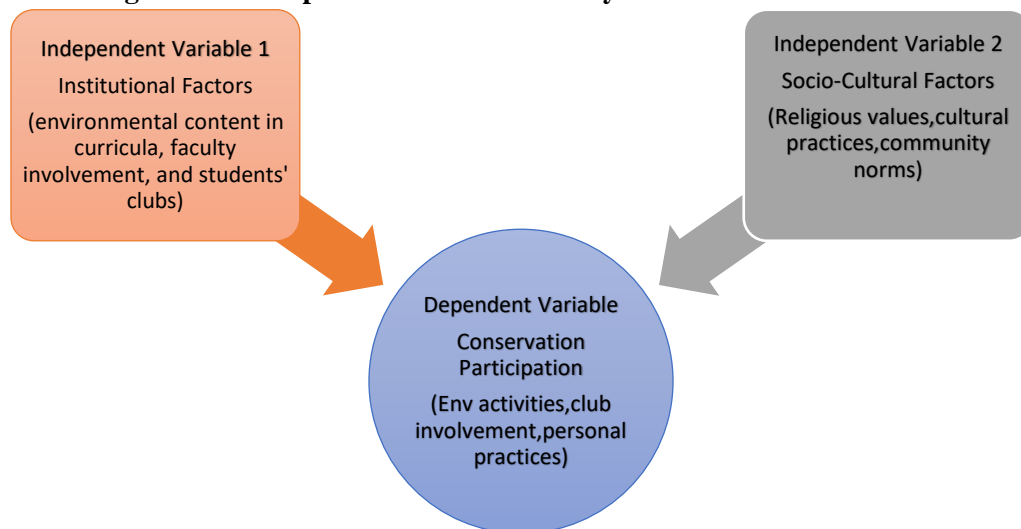 Independent Variable 1
Institutional Factors
(environmental content in
curricula, faculty
involvement, and students'
clubs)
Independent Variable 2
Socio-Cultural Factors
(Religious values,cultural
practices,community
norms)
Dependent Variable
Conservation
Participation
(Env activities,club
involvement,personal
practices)